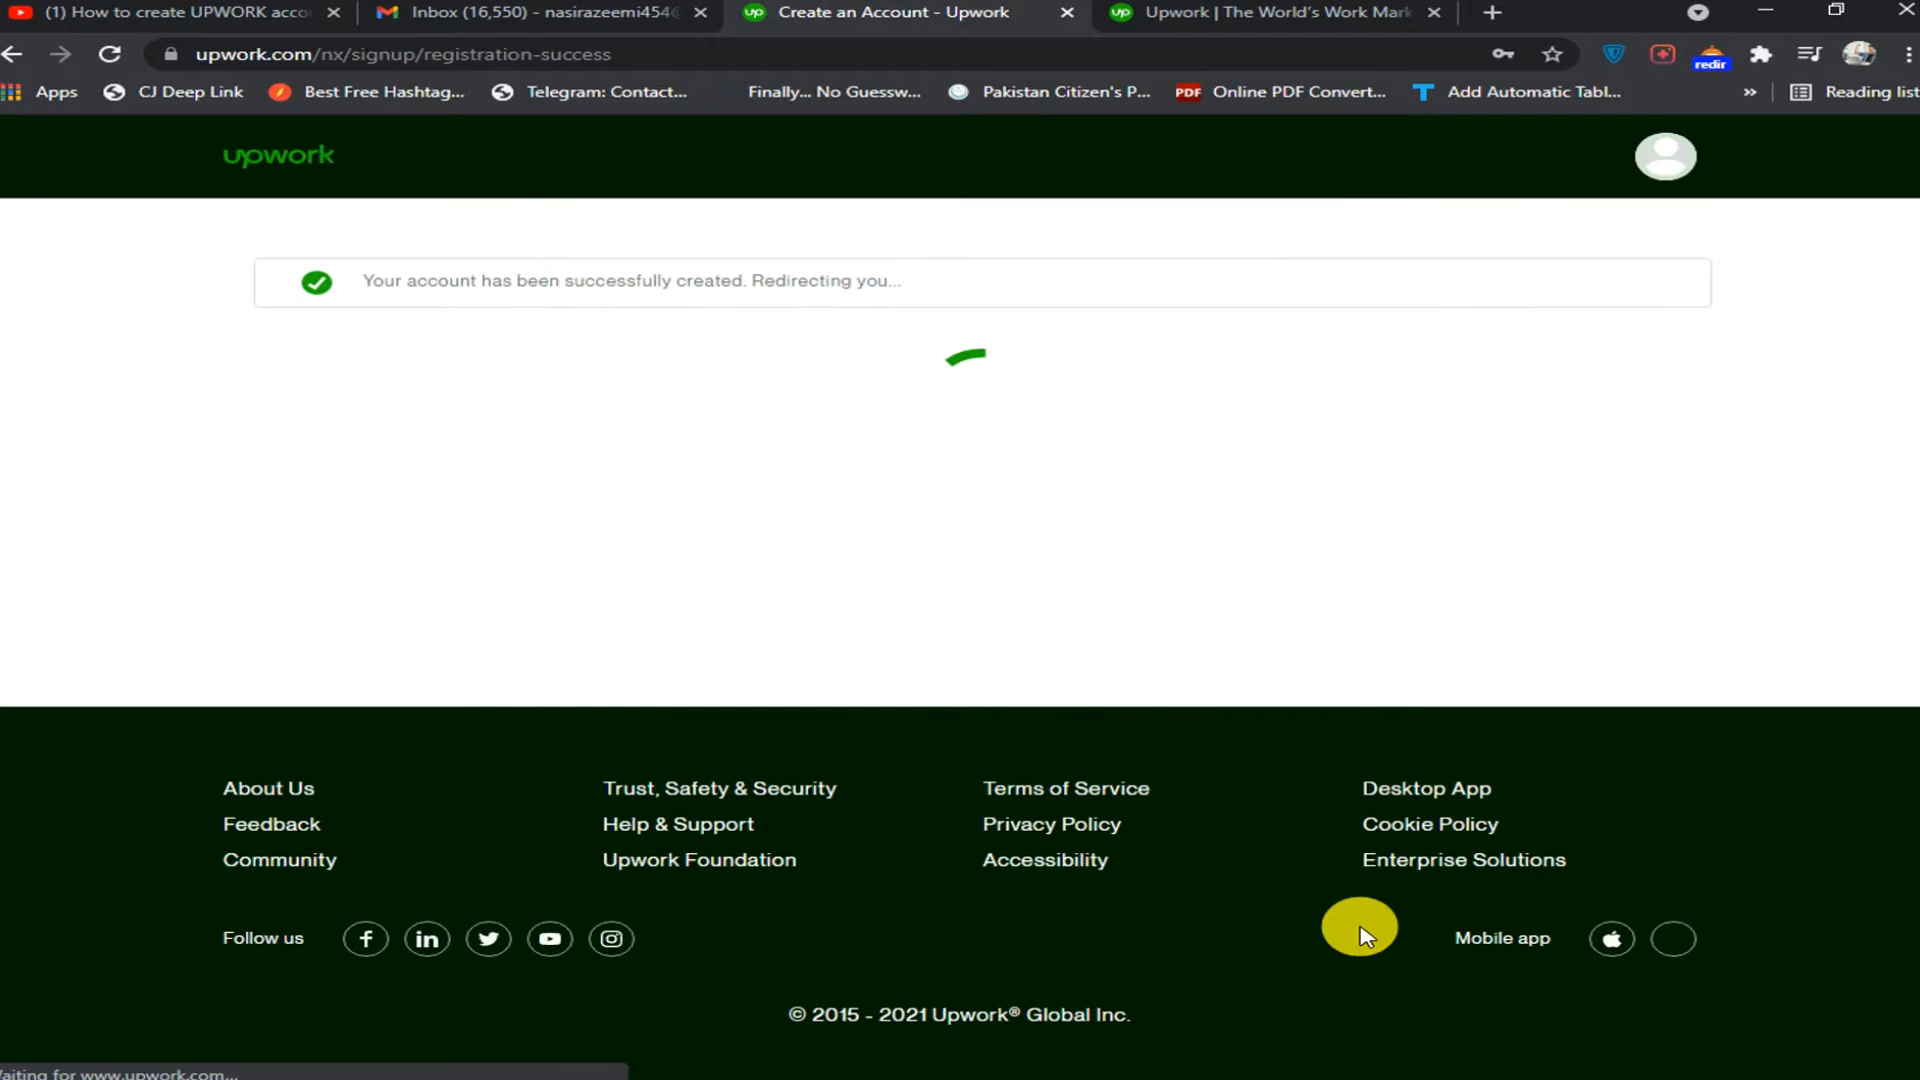 (1) How to create UPWORK acco
Inbox (16,550) - nasirazeemi454
Create an Account - Upwork
Upwork | The World's Work Mark
upwork.com/nx/signup/registration-success
redir
Apps
CJ Deep Link
Best Free Hashtag...
Telegram: Contact...
Finally... No Guessw...
Pakistan Citizen's P...
PDF
Online PDF Convert...
Add Automatic Tabl...
»
Reading list
upwork
Your account has been successfully created. Redirecting you...
About Us
Trust, Safety & Security
Terms of Service
Desktop App
Feedback
Help & Support
Privacy Policy
Cookie Policy
Community
Upwork Foundation
Accessibility
Enterprise Solutions
Follow us
Mobile app
© 2015 - 2021 Upwork® Global Inc.
aiting for www.upwork.com...